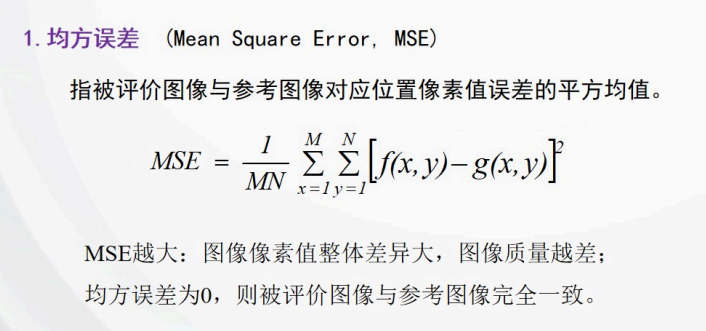 1.均方误差 (Mean Square Error, MSE)
指被评价图像与参考图像对应位置像素值误差的平方均值。
MSE = \frac{1}{MN} \sum_{x=1}^{M} \sum_{y=1}^{N} [f(x,y)-g(x,y)]^2
MSE越大：图像像素值整体差异大，图像质量越差；
均方误差为0，则被评价图像与参考图像完全一致。